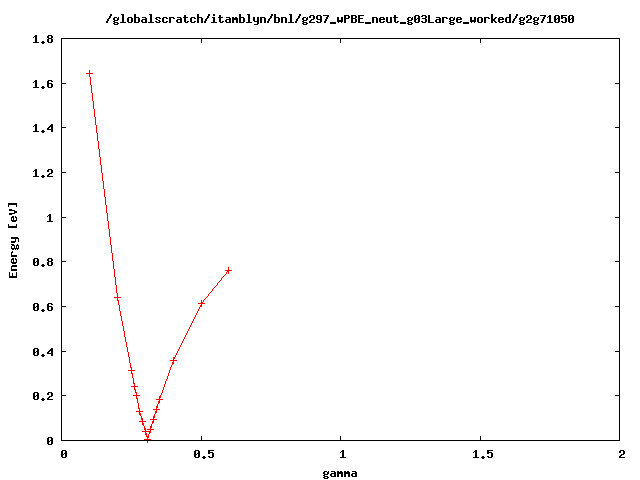 /globalscratch/itamblyn/bnl/g297_wPBE_neut_g03Large_worked/g2g71050
1.8
1.6
1.4
1.2
1
0.8
0.6
0.4
0.2
0
Energy [eV]
0 0.5 1 1.5 2
gamma